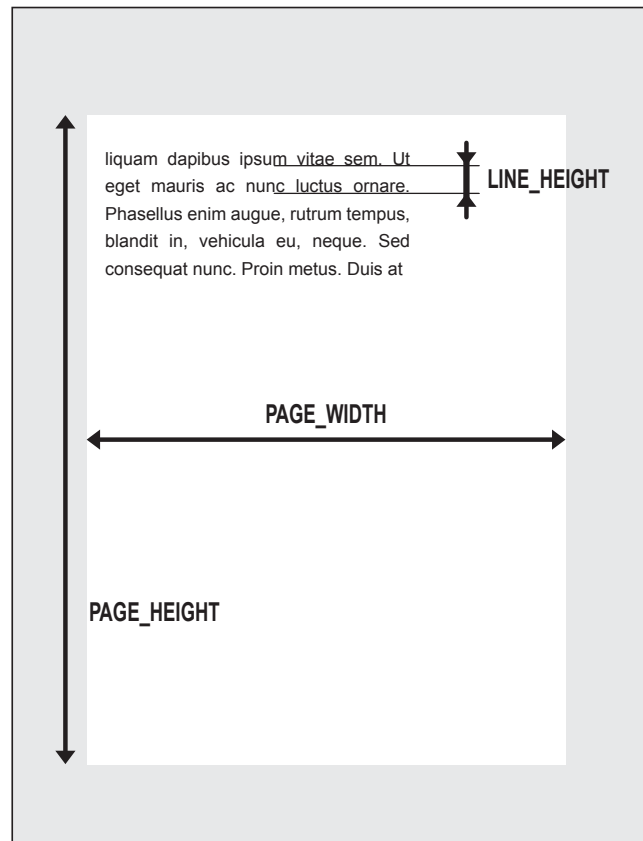 liquam dapibus ipsum vitae sem. Ut
eget mauris ac nunc luctus ornare.
Phasellus enim augue, rutrum tempus,
blandit in, vehicula eu, neque. Sed
consequat nunc. Proin metus. Duis at
LINE_HEIGHT
PAGE_WIDTH
PAGE_HEIGHT